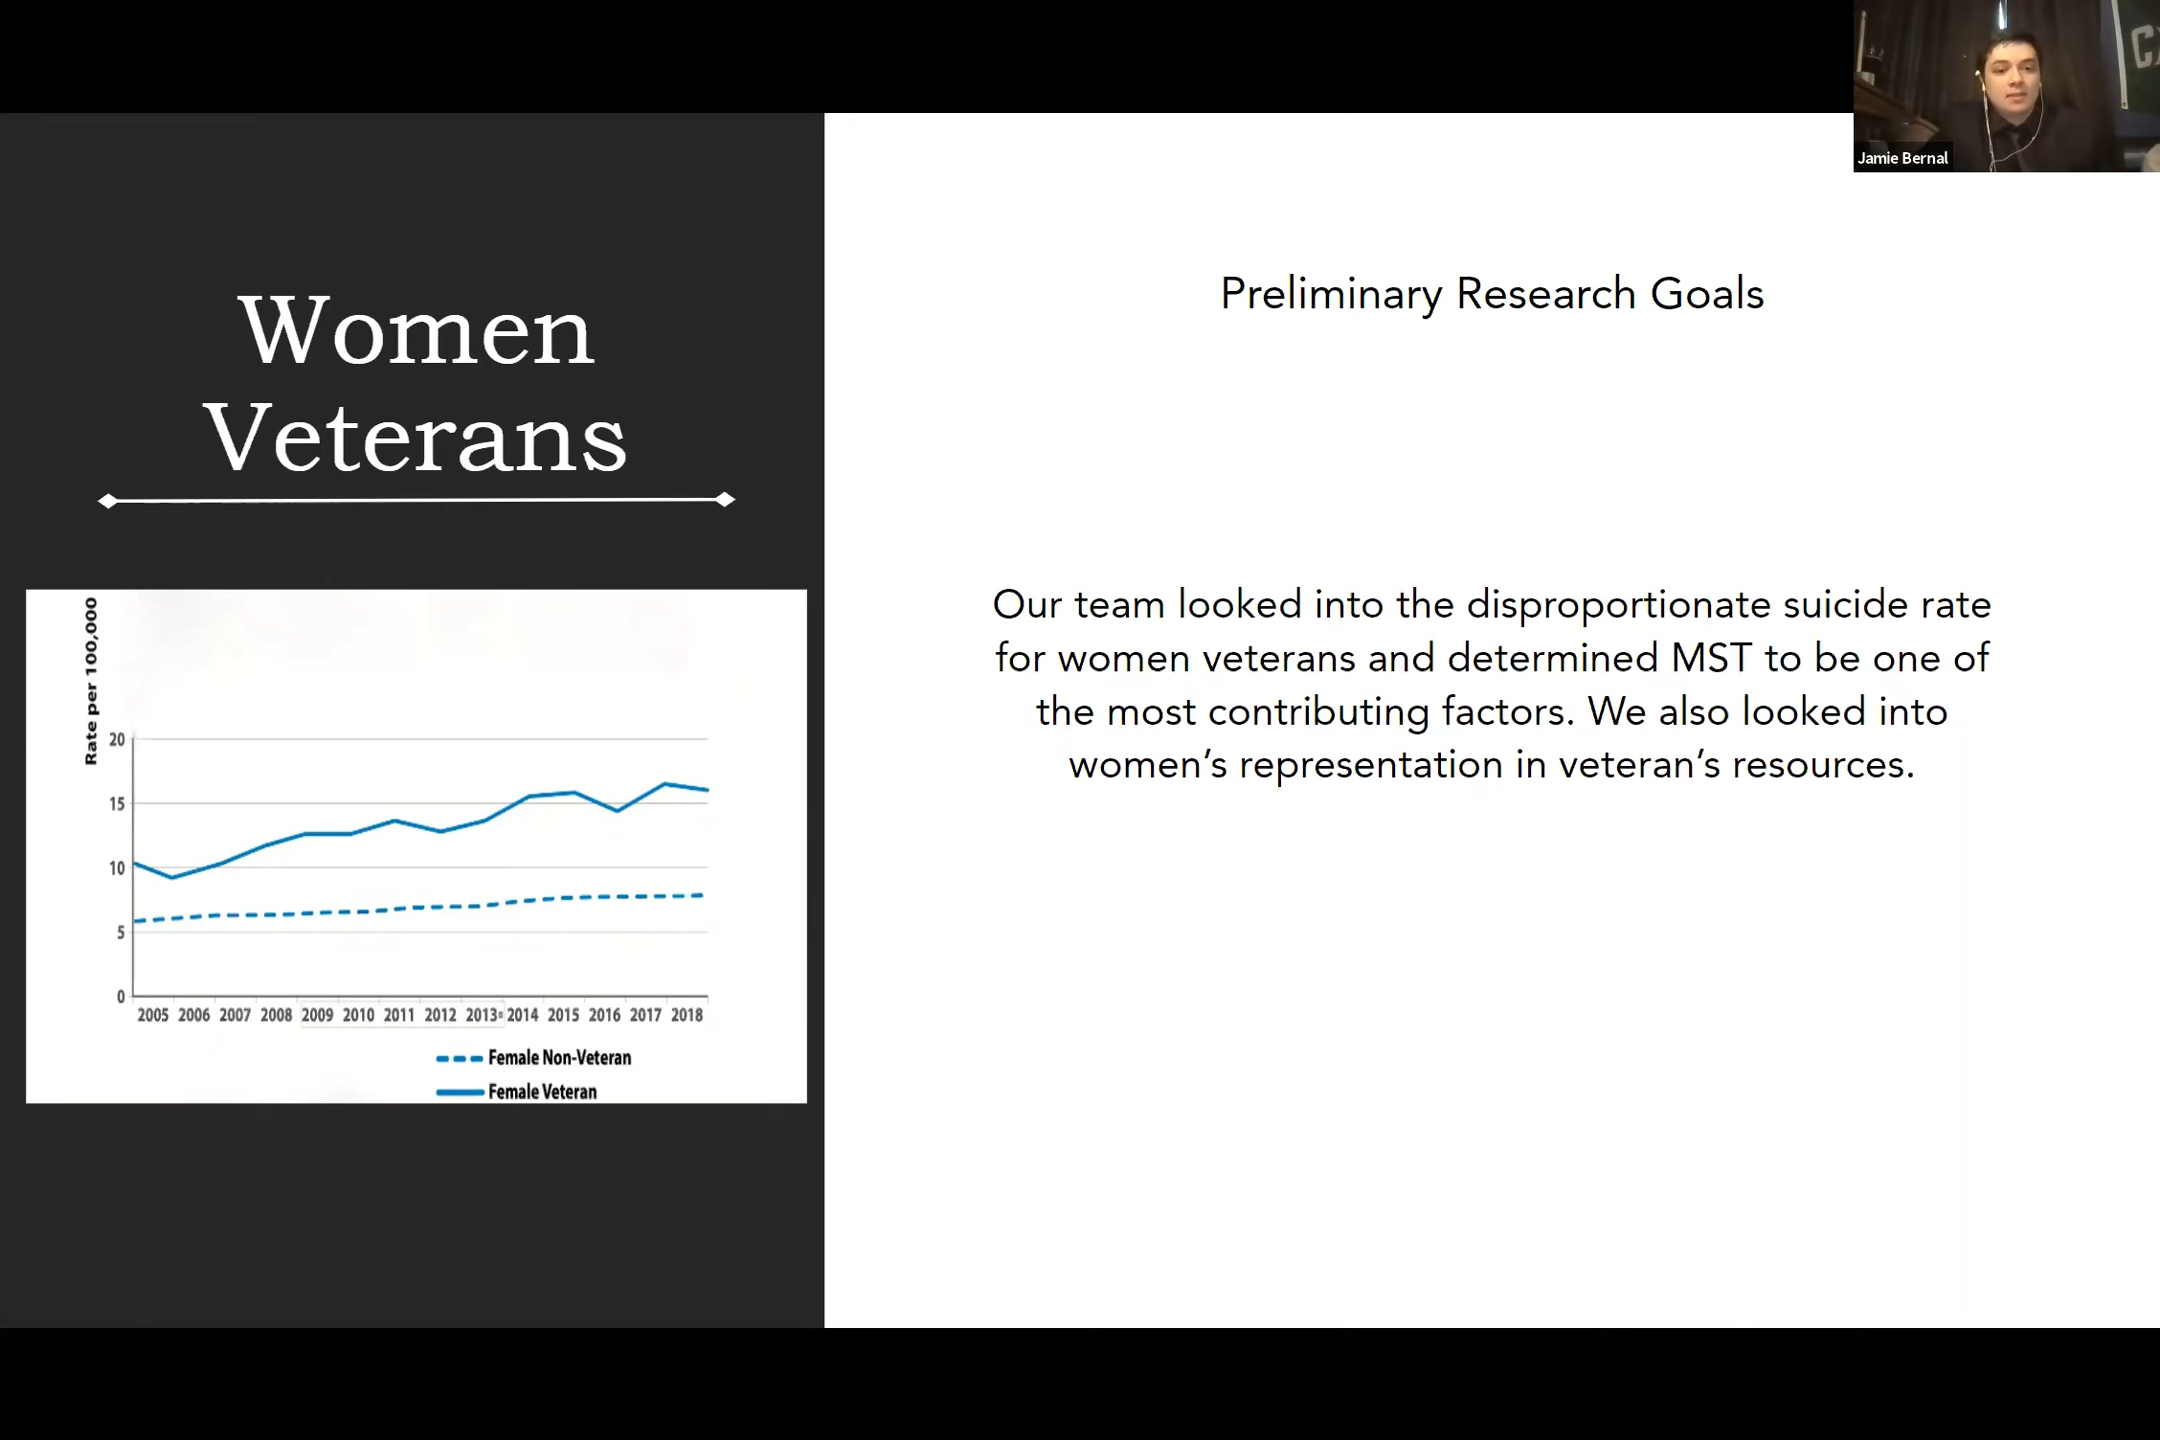 Jamie Bernal
Women
Veterans
Preliminary Research Goals
Our team looked into the disproportionate suicide rate
for women veterans and determined MST to be one of
the most contributing factors. We also looked into
women’s representation in veteran’s resources.
Rate per 100,000
20
15
10
5
0
2005 2006 2007 2008 2009 2010 2011 2012 2013 2014 2015 2016 2017 2018
Female Non-Veteran
Female Veteran